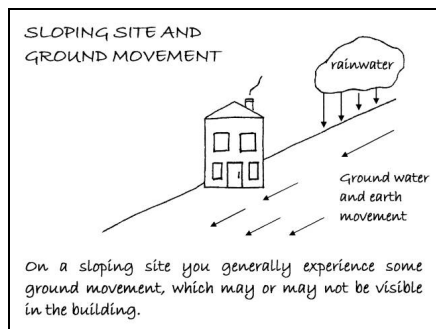 SLOPING SITE AND
GROUND MOVEMENT
rainwater
Ground water
and earth
movement
On a sloping site you generally experience some
ground movement, which may or may not be visible
in the building.